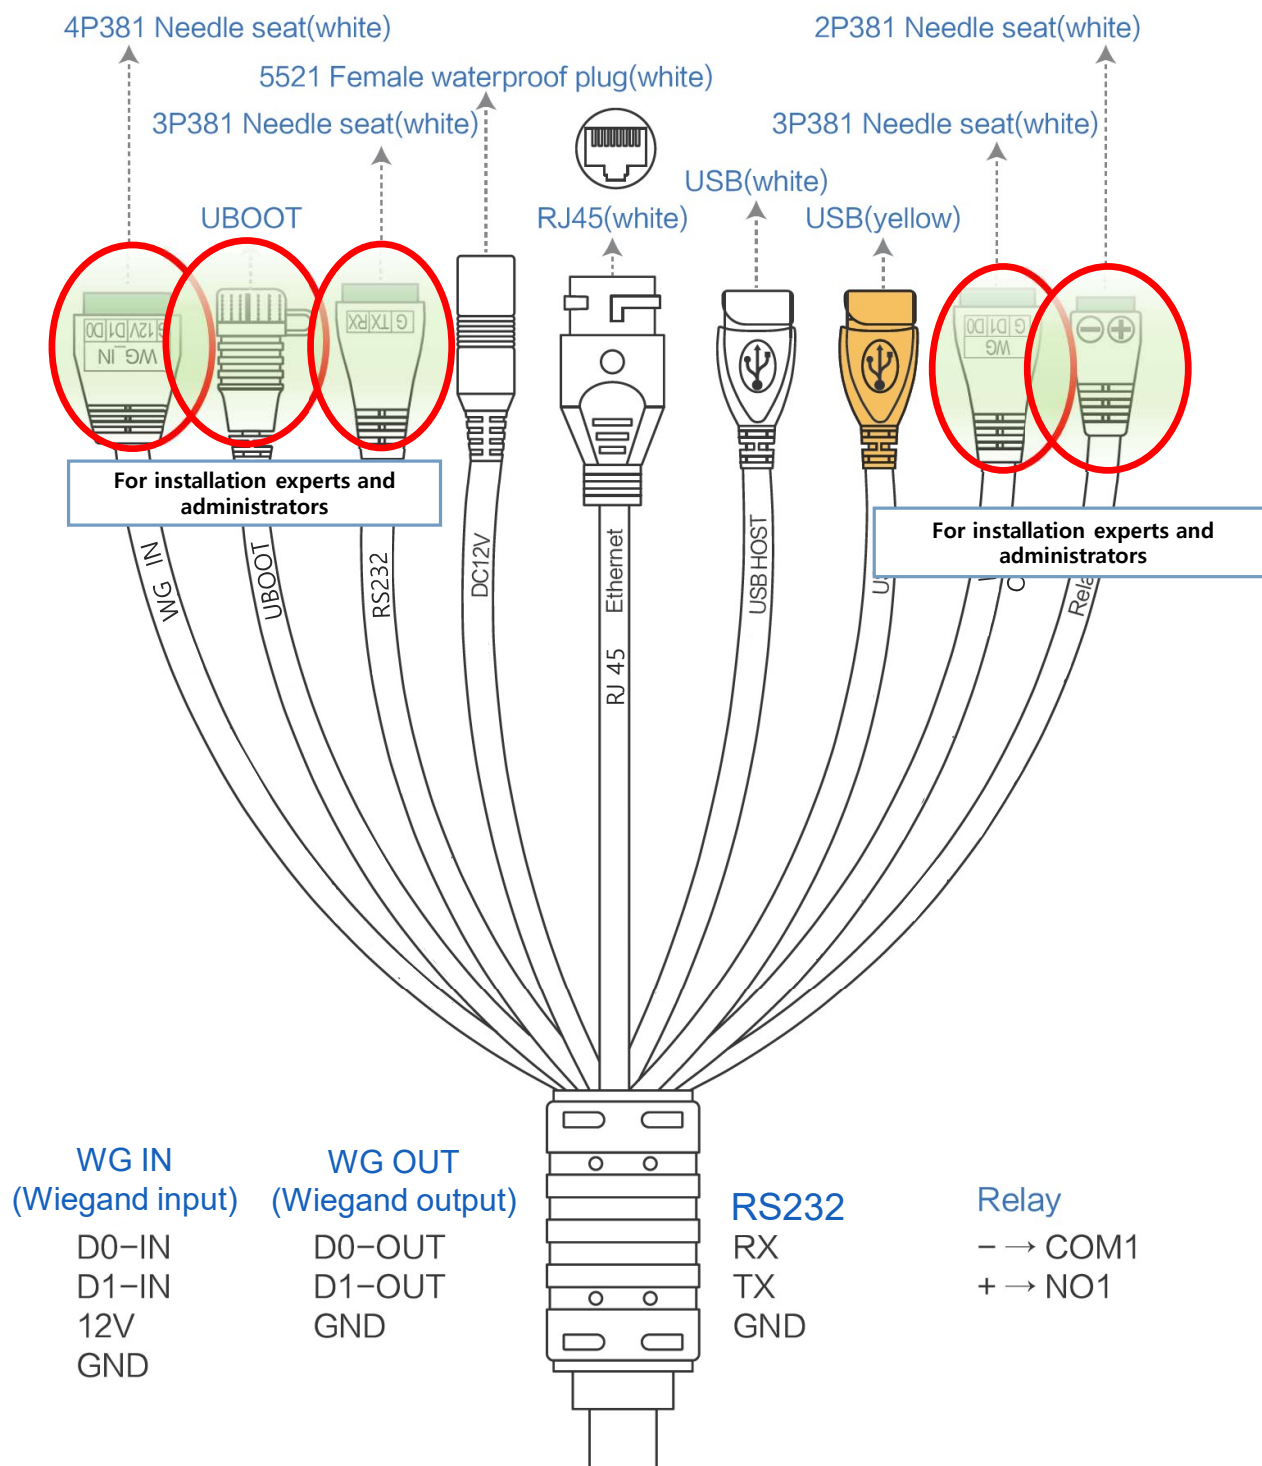 4P381 Needle seat(white)
2P381 Needle seat(white)
5521 Female waterproof plug(white)
3P381 Needle seat(white)
3P381 Needle seat(white)
USB(white)
UBOOT
RJ45(white)
USB(yellow)
G 12V D1 D0
WG_IN
G TX RX
G D1 D0
WG
For installation experts and
administrators
For installation experts and
administrators
WG IN
UBOOT
RS232
DC12V
RJ 45 Ethernet
USB HOST
WG IN
(Wiegand input)
D0-IN
D1-IN
12V
GND
WG OUT
(Wiegand output)
D0-OUT
D1-OUT
GND
RS232
RX
TX
GND
Relay
- → COM1
+ → NO1